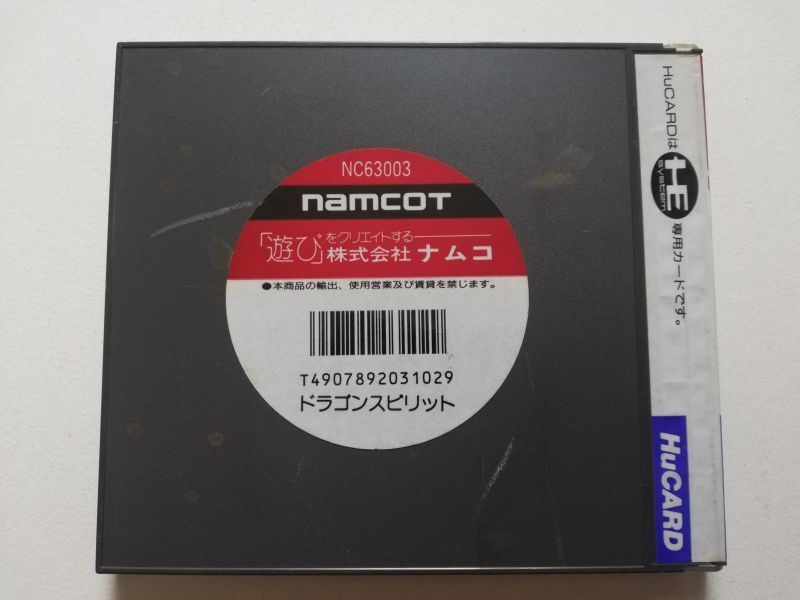 NC63003
namcot
「遊び」をクリエイトする
株式会社ナムコ
●本商品の輸出、使用営業及び賃貸を禁じます。
T4907892031029
ドラゴンスピリット
HuCARDは
HE
system
専用カードです。
HuCARD